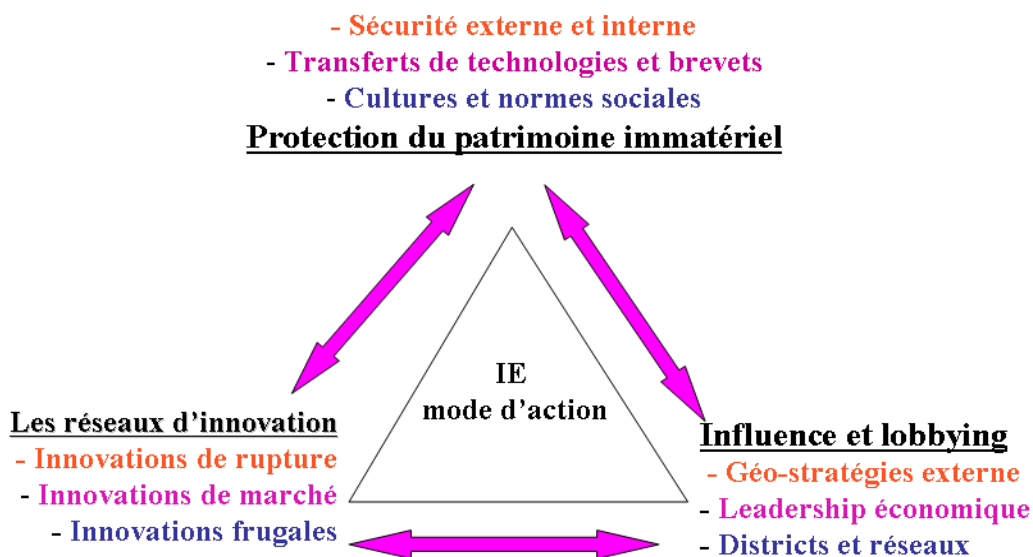 - Sécurité externe et interne
- Transferts de technologies et brevets
- Cultures et normes sociales
Protection du patrimoine immatériel
IE
mode d'action
Les réseaux d'innovation
- Innovations de rupture
- Innovations de marché
- Innovations frugales
Influence et lobbying
- Géo-stratégies externe
- Leadership économique
- Districts et réseaux